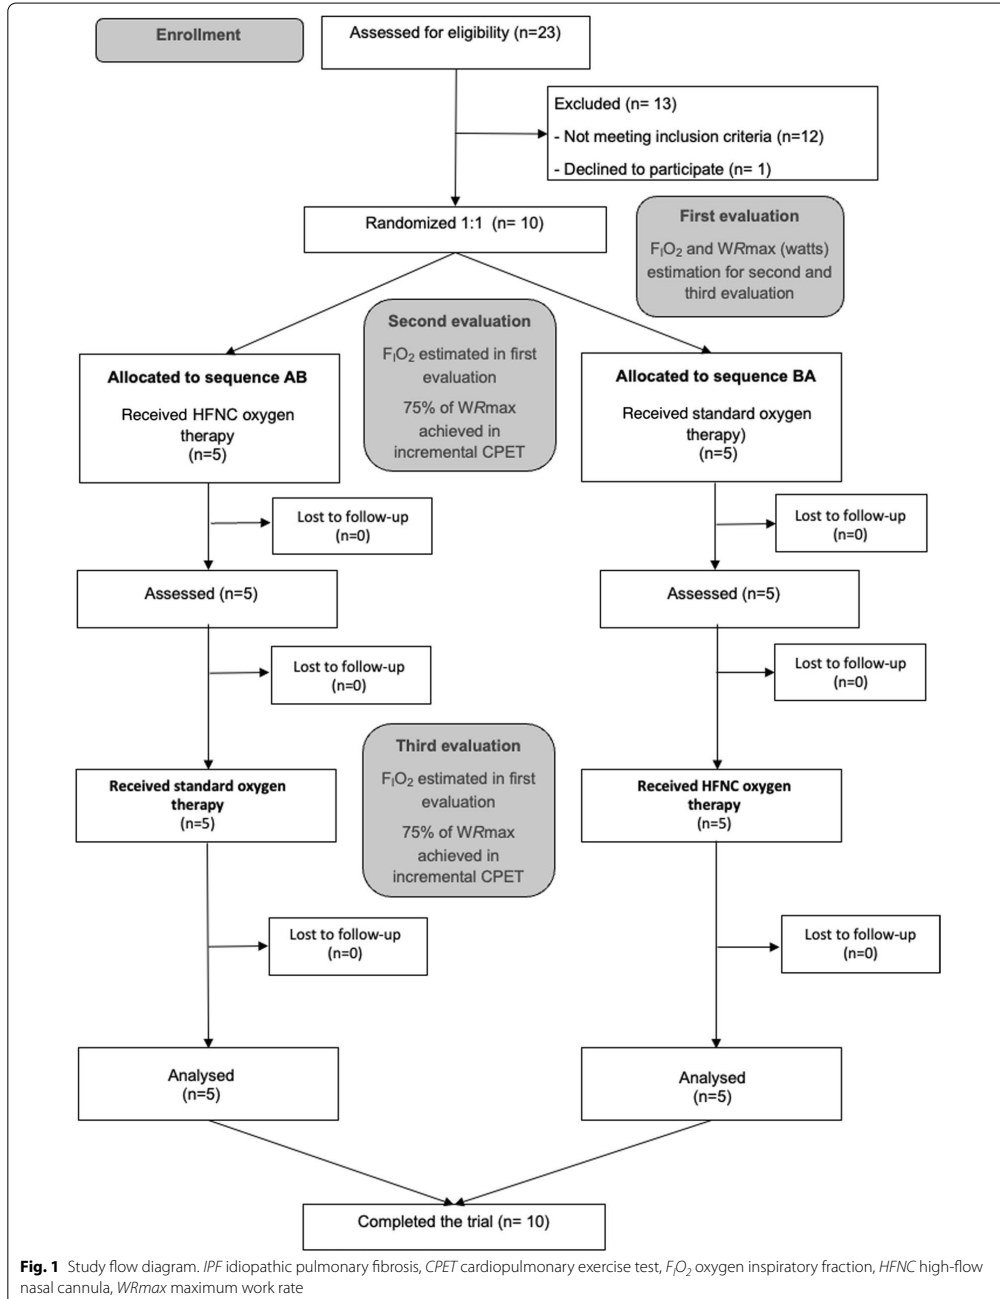 Enrollment
Assessed for eligibility (n=23)
Excluded (n= 13)
- Not meeting inclusion criteria (n=12)
- Declined to participate (n= 1)
Randomized 1:1 (n= 10)
First evaluation
FIO2 and WRmax (watts)
estimation for second and
third evaluation
Second evaluation
FIO2 estimated in first
evaluation
75% of WRmax
achieved in
incremental CPET
Allocated to sequence AB
Received HFNC oxygen
therapy
(n=5)
Allocated to sequence BA
Received standard oxygen
therapy)
(n=5)
Lost to follow-up
(n=0)
Lost to follow-up
(n=0)
Assessed (n=5)
Assessed (n=5)
Lost to follow-up
(n=0)
Lost to follow-up
(n=0)
Third evaluation
FIO2 estimated in first
evaluation
75% of WRmax
achieved in
incremental CPET
Received standard oxygen
therapy
(n=5)
Received HFNC oxygen
therapy
(n=5)
Lost to follow-up
(n=0)
Lost to follow-up
(n=0)
Analysed
(n=5)
Analysed
(n=5)
Completed the trial (n= 10)
Fig. 1 Study flow diagram. IPF idiopathic pulmonary fibrosis, CPET cardiopulmonary exercise test, FIO2 oxygen inspiratory fraction, HFNC high-flow
nasal cannula, WRmax maximum work rate